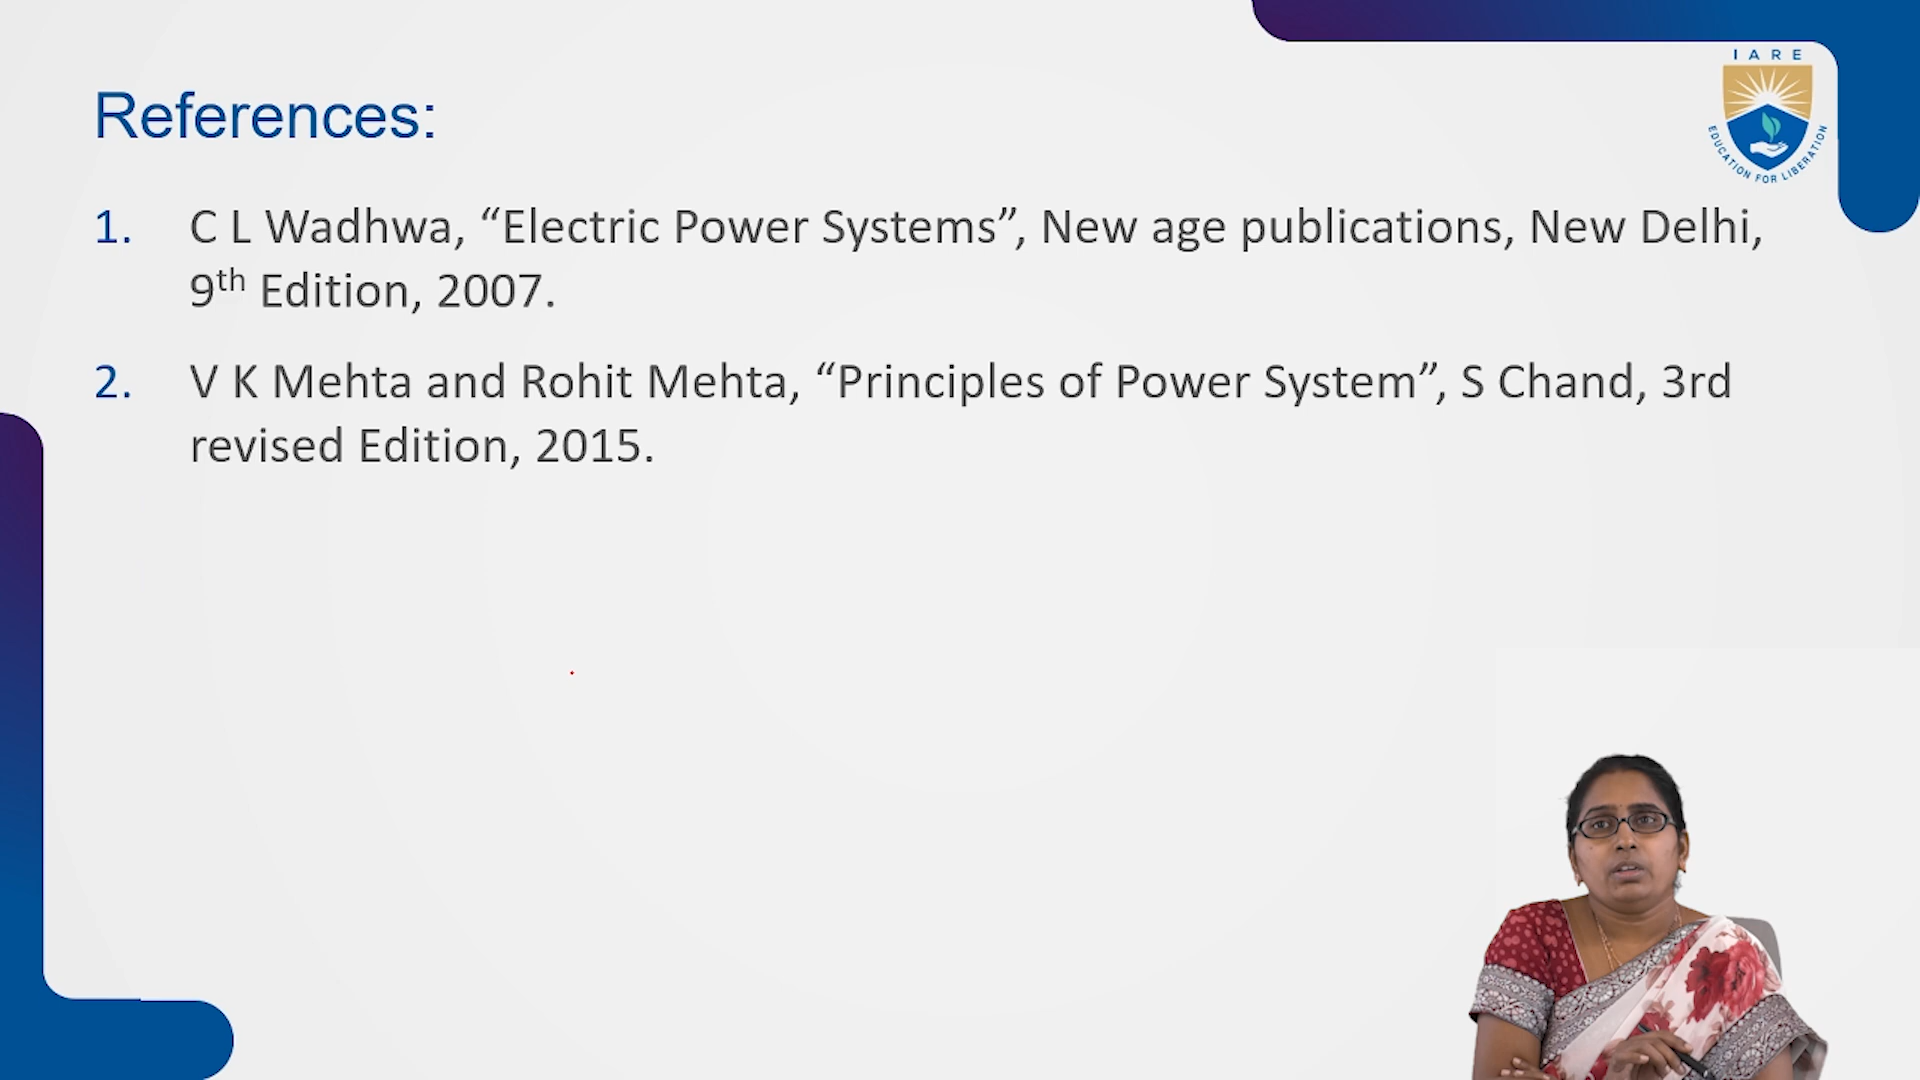 IARE
EDUCATION FOR LIBERATION
References:
1. C L Wadhwa, “Electric Power Systems”, New age publications, New Delhi,
9th Edition, 2007.
2. V K Mehta and Rohit Mehta, “Principles of Power System”, S Chand, 3rd
revised Edition, 2015.